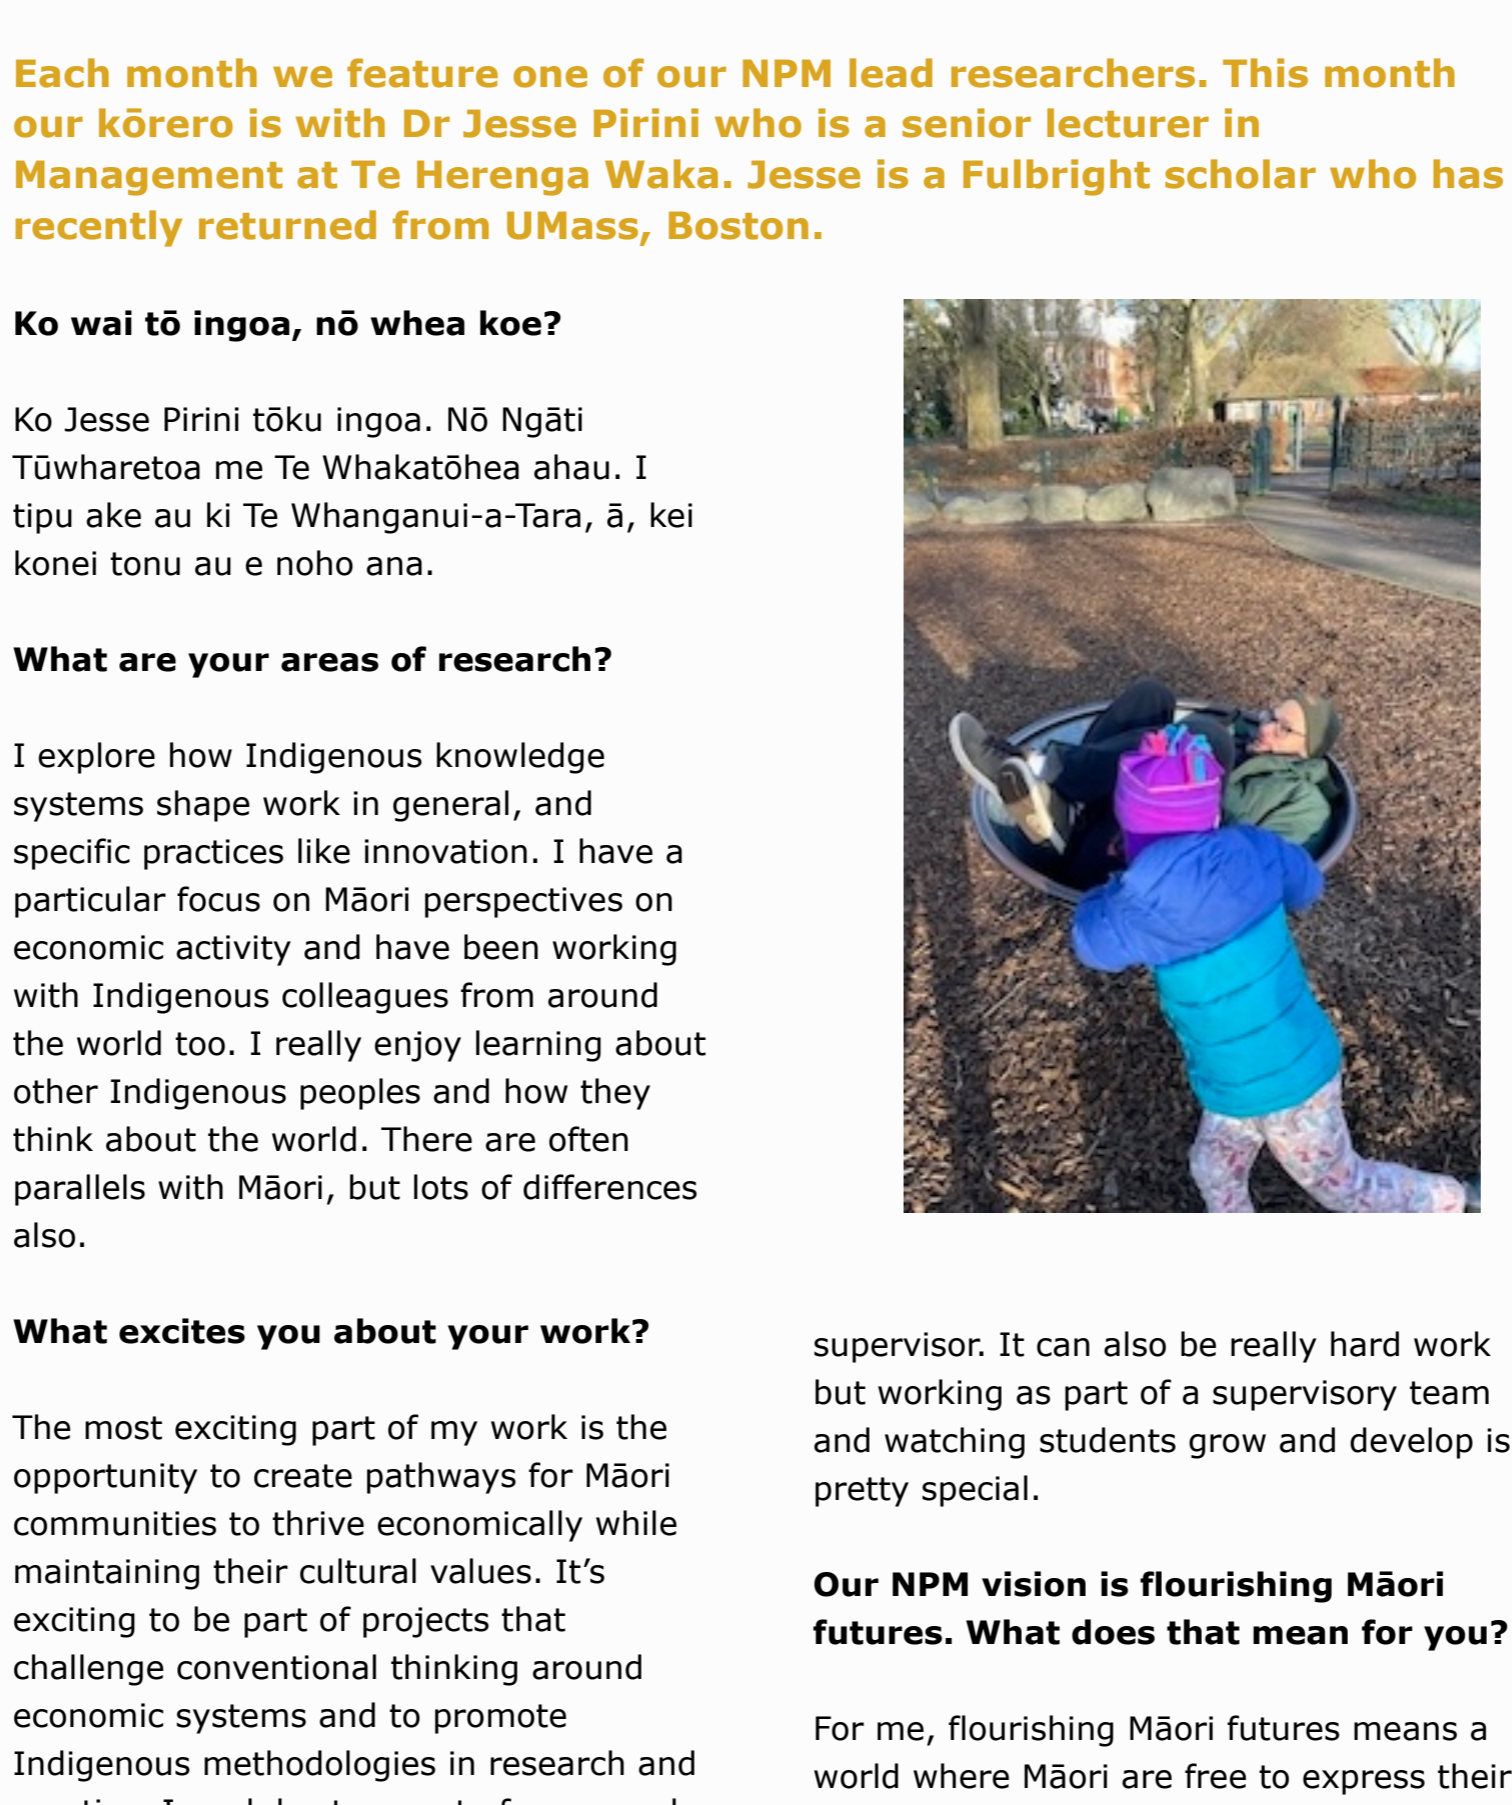 Each month we feature one of our NPM lead researchers. This month
our kōrero is with Dr Jesse Pirini who is a senior lecturer in
Management at Te Herenga Waka. Jesse is a Fulbright scholar who has
recently returned from UMass, Boston.
Ko wai tō ingoa, nō whea koe?
Ko Jesse Pirini tōku ingoa. Nō Ngāti
Tūwharetoa me Te Whakatōhea ahau. I
tipu ake au ki Te Whanganui-a-Tara, ā, kei
konei tonu au e noho ana.
What are your areas of research?
I explore how Indigenous knowledge
systems shape work in general, and
specific practices like innovation. I have a
particular focus on Māori perspectives on
economic activity and have been working
with Indigenous colleagues from around
the world too. I really enjoy learning about
other Indigenous peoples and how they
think about the world. There are often
parallels with Māori, but lots of differences
also.
What excites you about your work?
The most exciting part of my work is the
opportunity to create pathways for Māori
communities to thrive economically while
maintaining their cultural values. It’s
exciting to be part of projects that
challenge conventional thinking around
economic systems and to promote
Indigenous methodologies in research and
supervisor. It can also be really hard work
but working as part of a supervisory team
and watching students grow and develop is
pretty special.
Our NPM vision is flourishing Māori
futures. What does that mean for you?
For me, flourishing Māori futures means a
world where Māori are free to express their